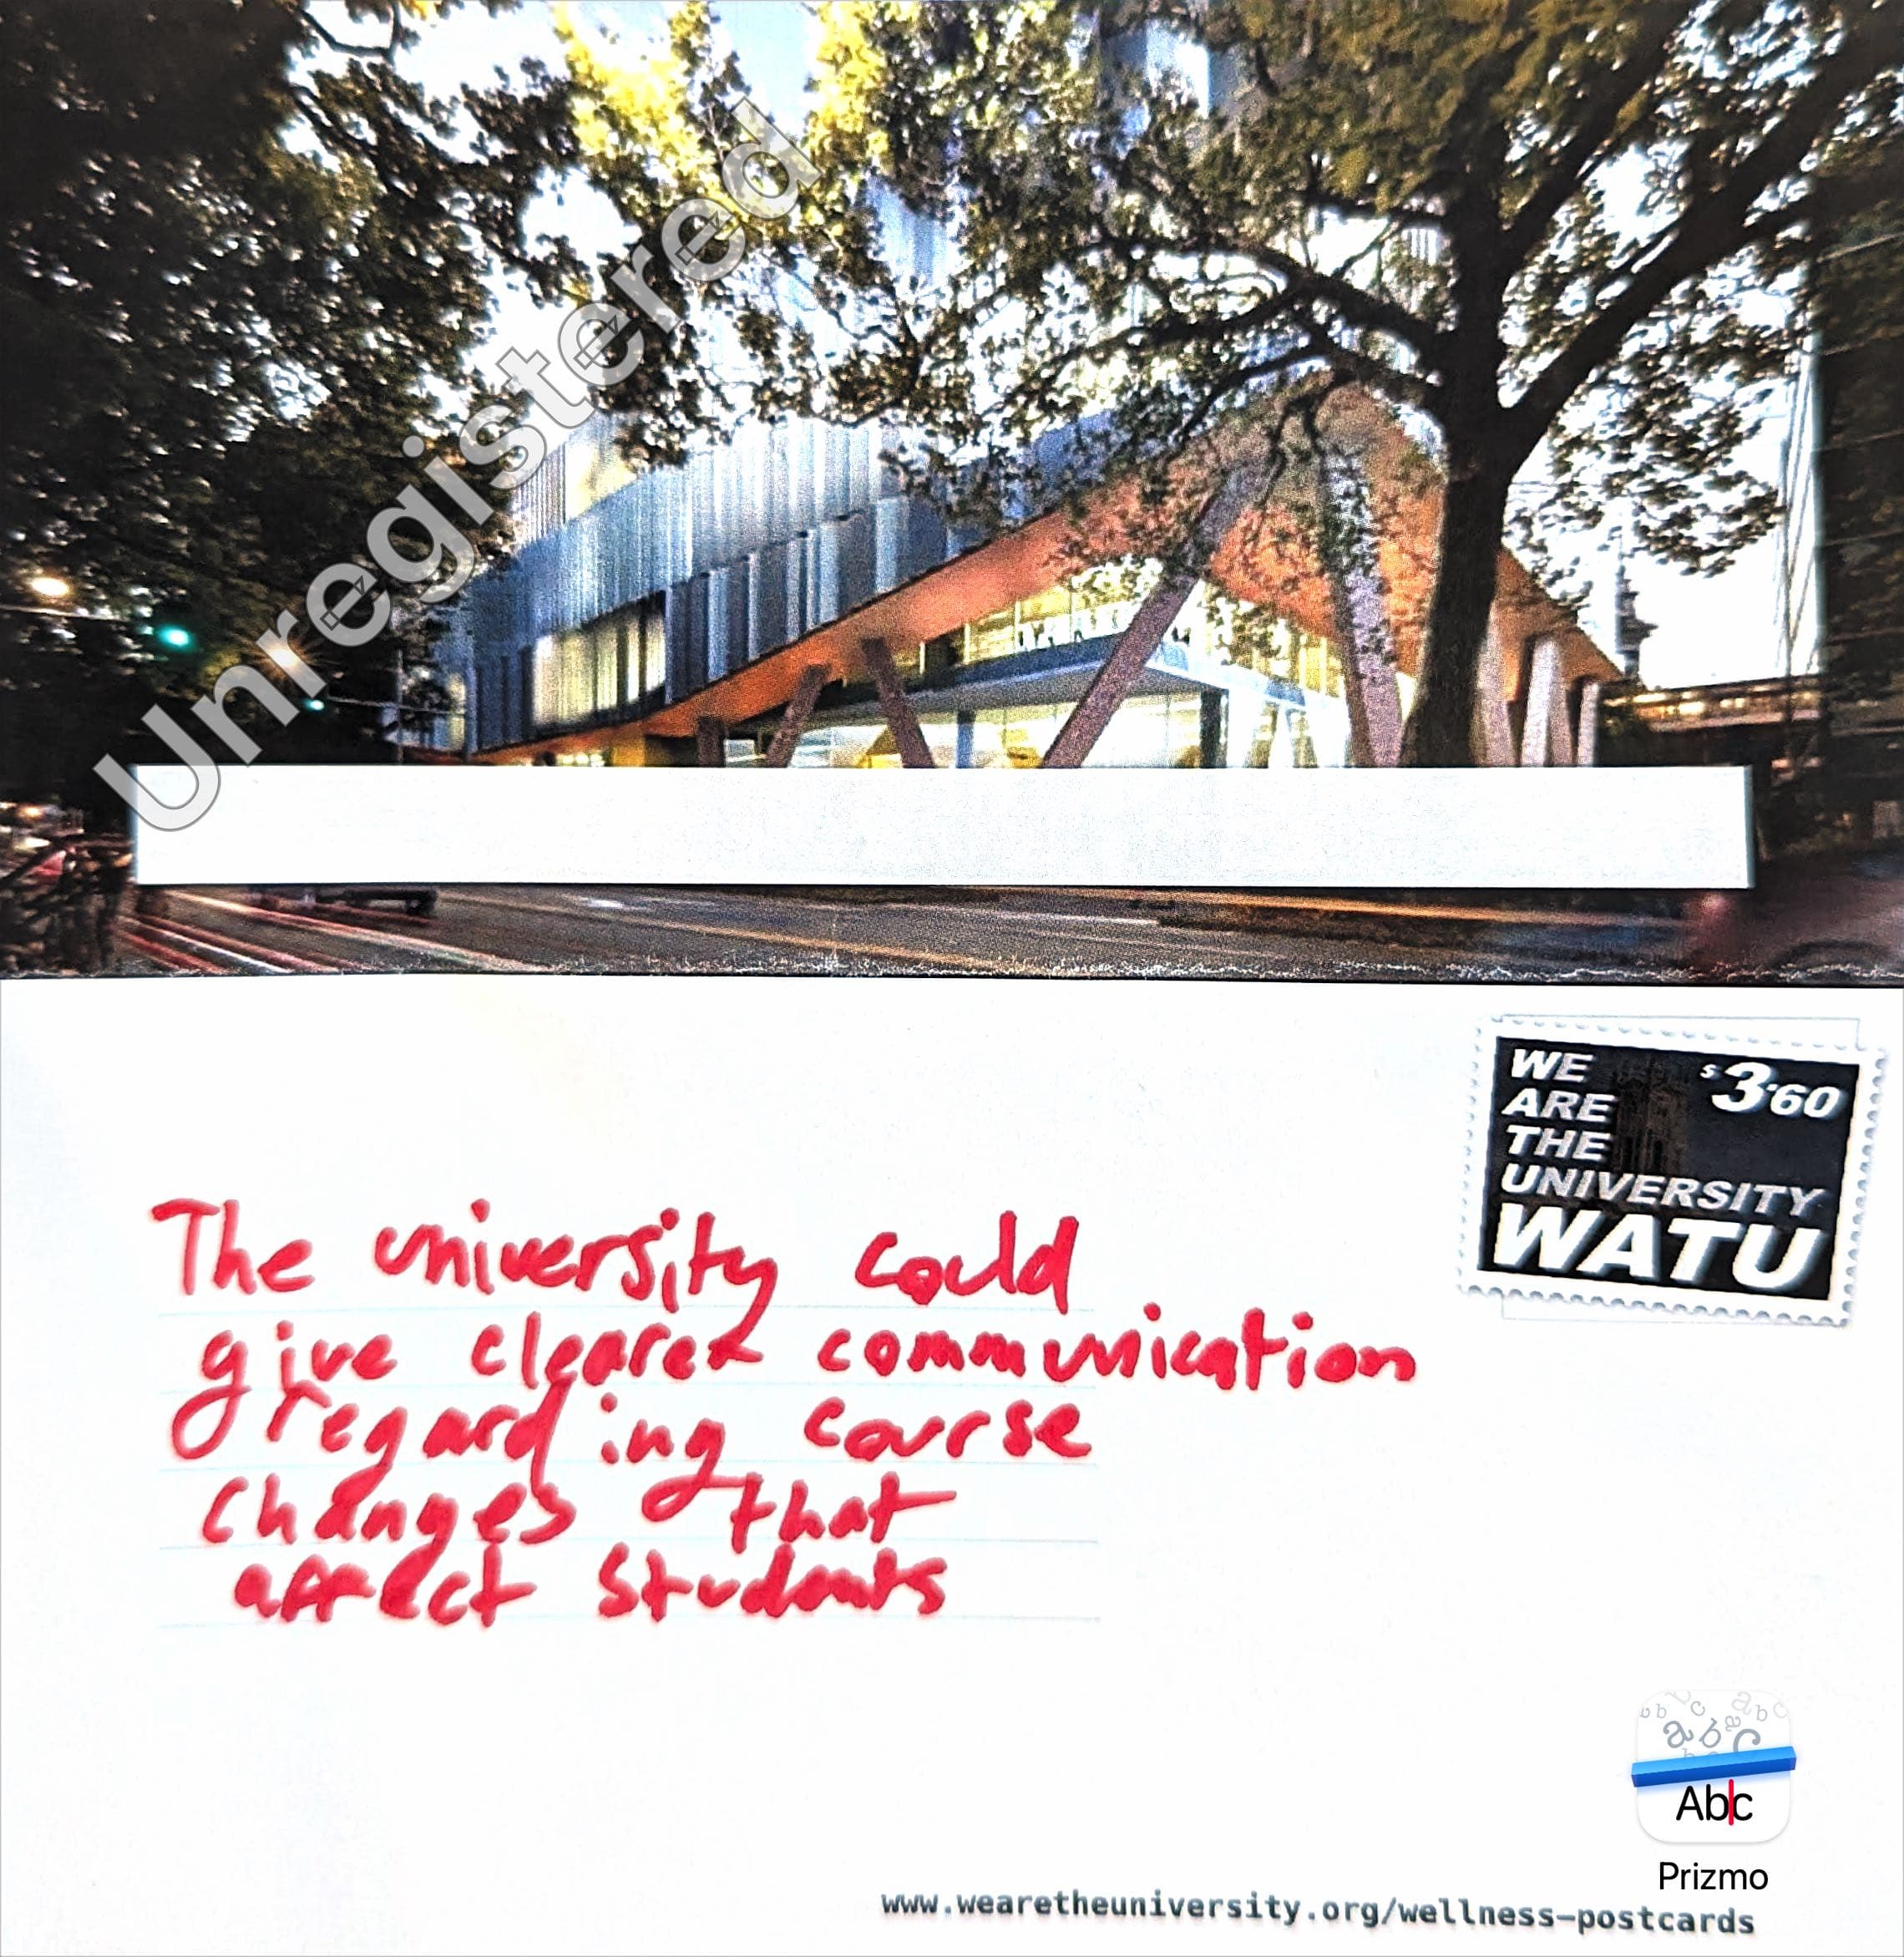 Unregistered
WE
ARE
THE
UNIVERSITY
WATU
$3.60
The university could
give clearer communication
regarding course
changes that
affect students
Abc
Prizmo
www.wearetheuniversity.org/wellness-postcards